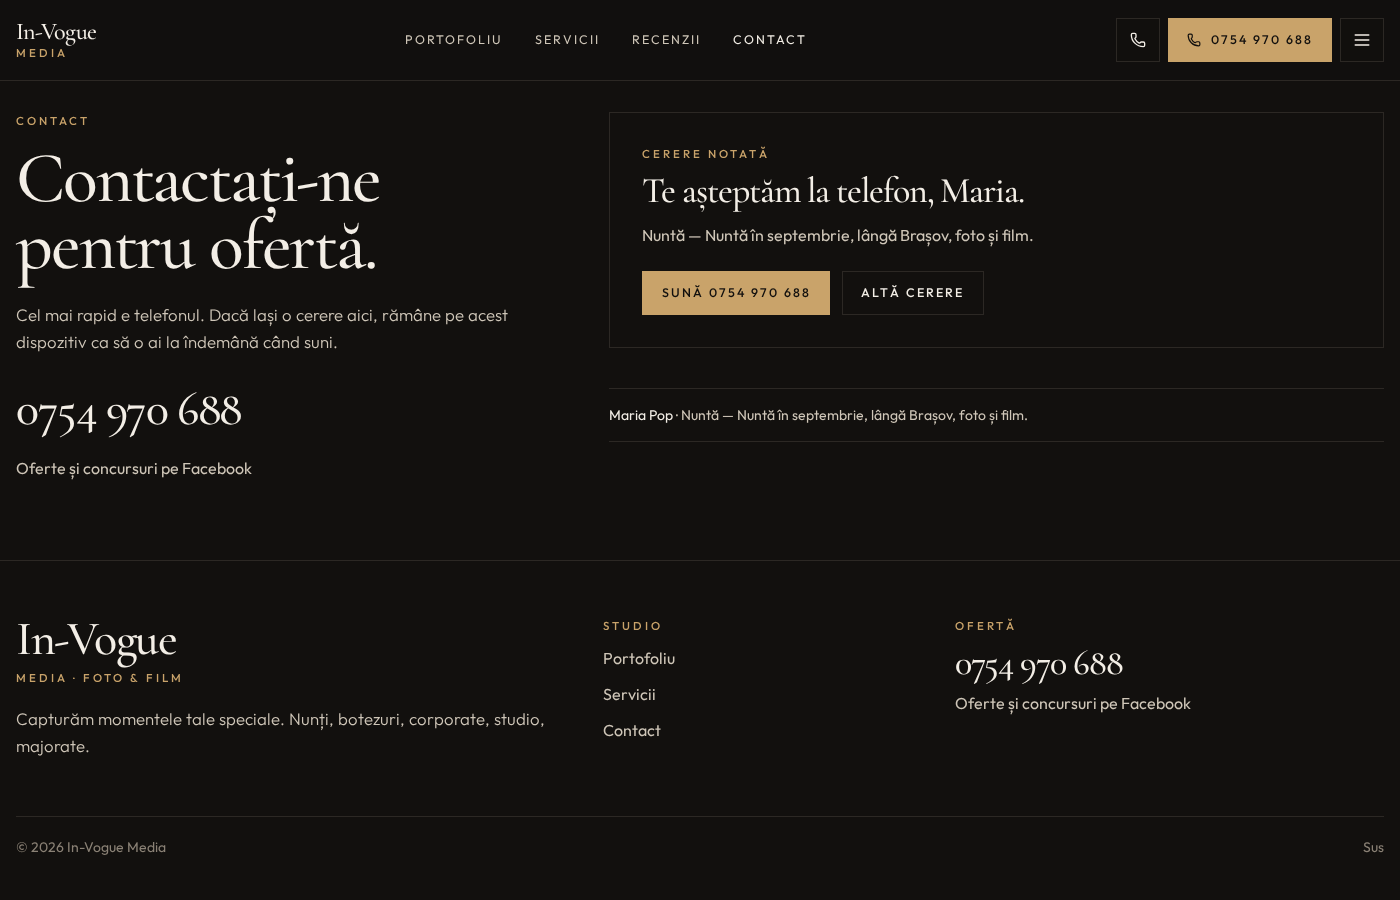 In-Vogue
MEDIA
PORTOFOLIU
SERVICII
RECENZII
CONTACT
0754 970 688
CONTACT
Contactați-ne
pentru ofertă.
Cel mai rapid e telefonul. Dacă lași o cerere aici, rămâne pe acest
dispozitiv ca să o ai la îndemână când suni.
0754 970 688
Oferte și concursuri pe Facebook
CERERE NOTATĂ
Te așteptăm la telefon, Maria.
Nuntă — Nuntă în septembrie, lângă Brașov, foto și film.
SUNĂ 0754 970 688
ALTĂ CERERE
Maria Pop · Nuntă — Nuntă în septembrie, lângă Brașov, foto și film.
In-Vogue
MEDIA · FOTO & FILM
Capturăm momentele tale speciale. Nunți, botezuri, corporate, studio,
majorate.
STUDIO
Portofoliu
Servicii
Contact
OFERTĂ
0754 970 688
Oferte și concursuri pe Facebook
© 2026 In-Vogue Media
Sus